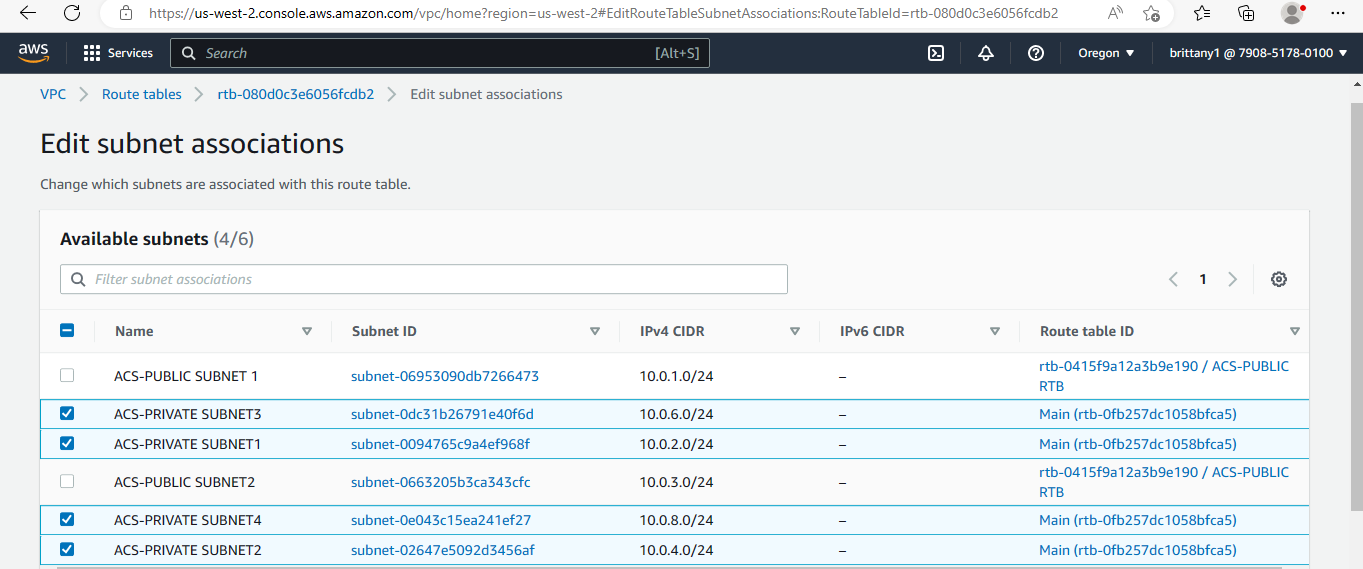 https://us-west-2.console.aws.amazon.com/vpc/home?region=us-west-2#EditRouteTableSubnetAssociations:RouteTableId=rtb-080d0c3e6056fcdb2
aws Services Search [Alt+S] Oregon brittany1 @ 7908-5178-0100
VPC Route tables rtb-080d0c3e6056fcdb2 Edit subnet associations
Edit subnet associations
Change which subnets are associated with this route table.
Available subnets (4/6)
Filter subnet associations 1
Name Subnet ID IPv4 CIDR IPv6 CIDR Route table ID
ACS-PUBLIC SUBNET 1 subnet-06953090db7266473 10.0.1.0/24 – rtb-0415f9a12a3b9e190 / ACS-PUBLIC
RTB
ACS-PRIVATE SUBNET3 subnet-0dc31b26791e40f6d 10.0.6.0/24 – Main (rtb-0fb257dc1058bfca5)
ACS-PRIVATE SUBNET1 subnet-0094765c9a4ef968f 10.0.2.0/24 – Main (rtb-0fb257dc1058bfca5)
ACS-PUBLIC SUBNET2 subnet-0663205b3ca343cfc 10.0.3.0/24 – rtb-0415f9a12a3b9e190 / ACS-PUBLIC
RTB
ACS-PRIVATE SUBNET4 subnet-0e043c15ea241ef27 10.0.8.0/24 – Main (rtb-0fb257dc1058bfca5)
ACS-PRIVATE SUBNET2 subnet-02647e5092d3456af 10.0.4.0/24 – Main (rtb-0fb257dc1058bfca5)